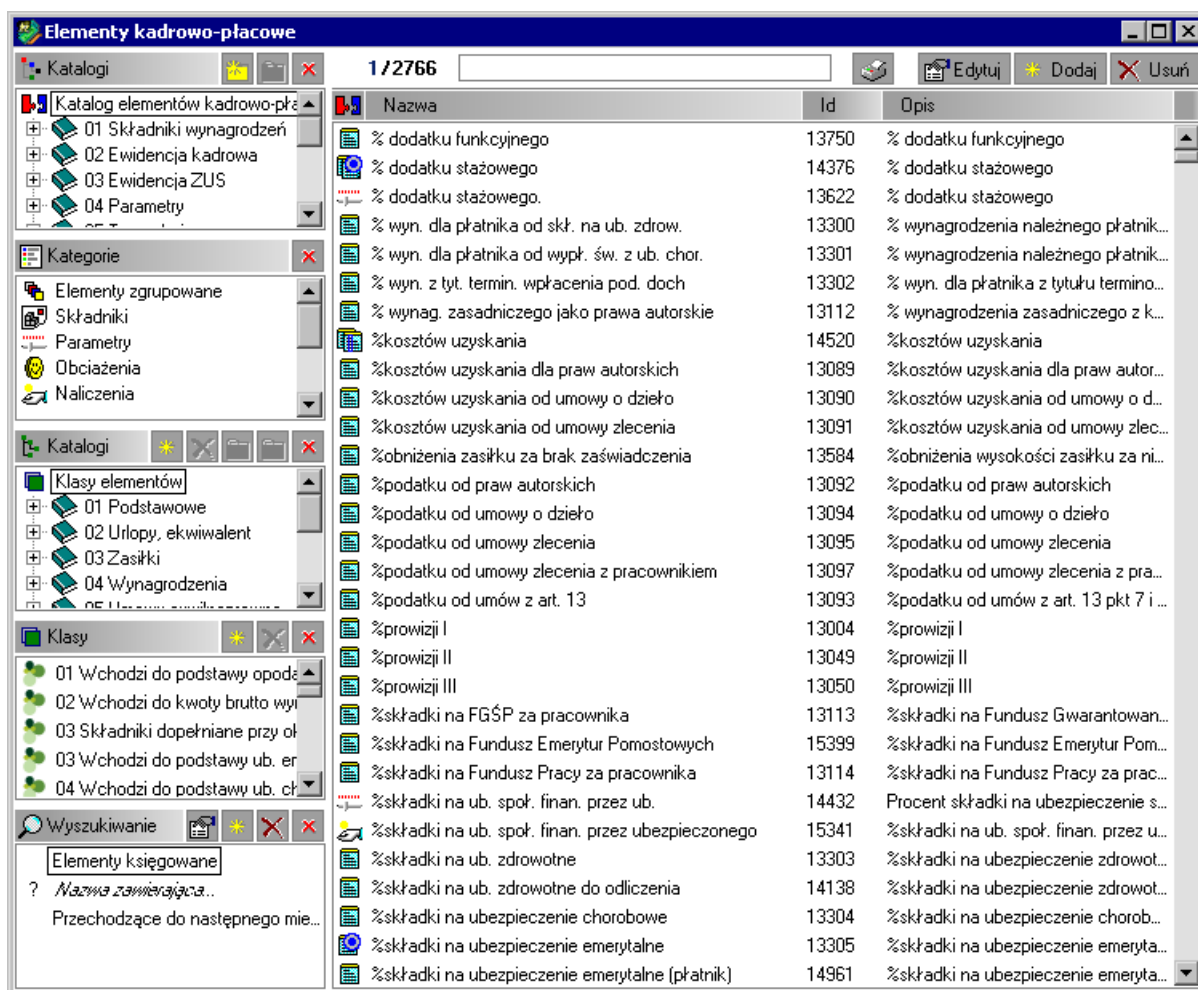 Elementy kadrowo-płacowe
Katalogi
1/2766
Edytuj
Dodaj
Usuń
Katalog elementów kadrowo-pła
01 Składniki wynagrodzeń
02 Ewidencja kadrowa
03 Ewidencja ZUS
04 Parametry
Kategorie
Elementy zgrupowane
Składniki
Parametry
Obciażenia
Naliczenia
Katalogi
Klasy elementów
01 Podstawowe
02 Urlopy, ekwiwalent
03 Zasiłki
04 Wynagrodzenia
Klasy
01 Wchodzi do podstawy opoda
02 Wchodzi do kwoty brutto wyr
03 Składniki dopełniane przy ok
03 Wchodzi do podstawy ub. er
04 Wchodzi do podstawy ub. ch
Wyszukiwanie
Elementy księgowane
? Nazwa zawierająca...
Przechodzące do następnego mie...
Nazwa Id Opis
% dodatku funkcyjnego 13750 % dodatku funkcyjnego
% dodatku stażowego 14376 % dodatku stażowego
% dodatku stażowego. 13622 % dodatku stażowego
% wyn. dla płatnika od skł. na ub. zdrow. 13300 % wynagrodzenia należnego płatnik...
% wyn. dla płatnika od wypł. św. z ub. chor. 13301 % wynagrodzenia należnego płatnik...
% wyn. z tyt. termin. wpłacenia pod. doch 13302 % wyn. dla płatnika z tytułu termino...
% wynag. zasadniczego jako prawa autorskie 13112 % wynagrodzenia zasadniczego z k...
%kosztów uzyskania 14520 %kosztów uzyskania
%kosztów uzyskania dla praw autorskich 13089 %kosztów uzyskania dla praw autor...
%kosztów uzyskania od umowy o dzieło 13090 %kosztów uzyskania od umowy o d...
%kosztów uzyskania od umowy zlecenia 13091 %kosztów uzyskania od umowy zlec...
%obniżenia zasiłku za brak zaświadczenia 13584 %obniżenia wysokości zasiłku za ni...
%podatku od praw autorskich 13092 %podatku od praw autorskich
%podatku od umowy o dzieło 13094 %podatku od umowy o dzieło
%podatku od umowy zlecenia 13095 %podatku od umowy zlecenia
%podatku od umowy zlecenia z pracownikiem 13097 %podatku od umowy zlecenia z pra...
%podatku od umów z art. 13 13093 %podatku od umów z art. 13 pkt 7 i ...
%prowizji I 13004 %prowizji I
%prowizji II 13049 %prowizji II
%prowizji III 13050 %prowizji III
%składki na FGŚP za pracownika 13113 %składki na Fundusz Gwarantowan...
%składki na Fundusz Emerytur Pomostowych 15399 %składki na Fundusz Emerytur Pom...
%składki na Fundusz Pracy za pracownika 13114 %składki na Fundusz Pracy za prac...
%składki na ub. społ. finan. przez ub. 14432 Procent składki na ubezpieczenie s...
%składki na ub. społ. finan. przez ubezpieczonego 15341 %składki na ub. społ. finan. przez u...
%składki na ub. zdrowotne 13303 %składki na ubezpieczenie zdrowot...
%składki na ub. zdrowotne do odliczenia 14138 %składki na ubezpieczenie zdrowot...
%składki na ubezpieczenie chorobowe 13304 %składki na ubezpieczenie chorob...
%składki na ubezpieczenie emerytalne 13305 %składki na ubezpieczenie emeryta...
%składki na ubezpieczenie emerytalne (płatnik) 14961 %składki na ubezpieczenie emeryta...